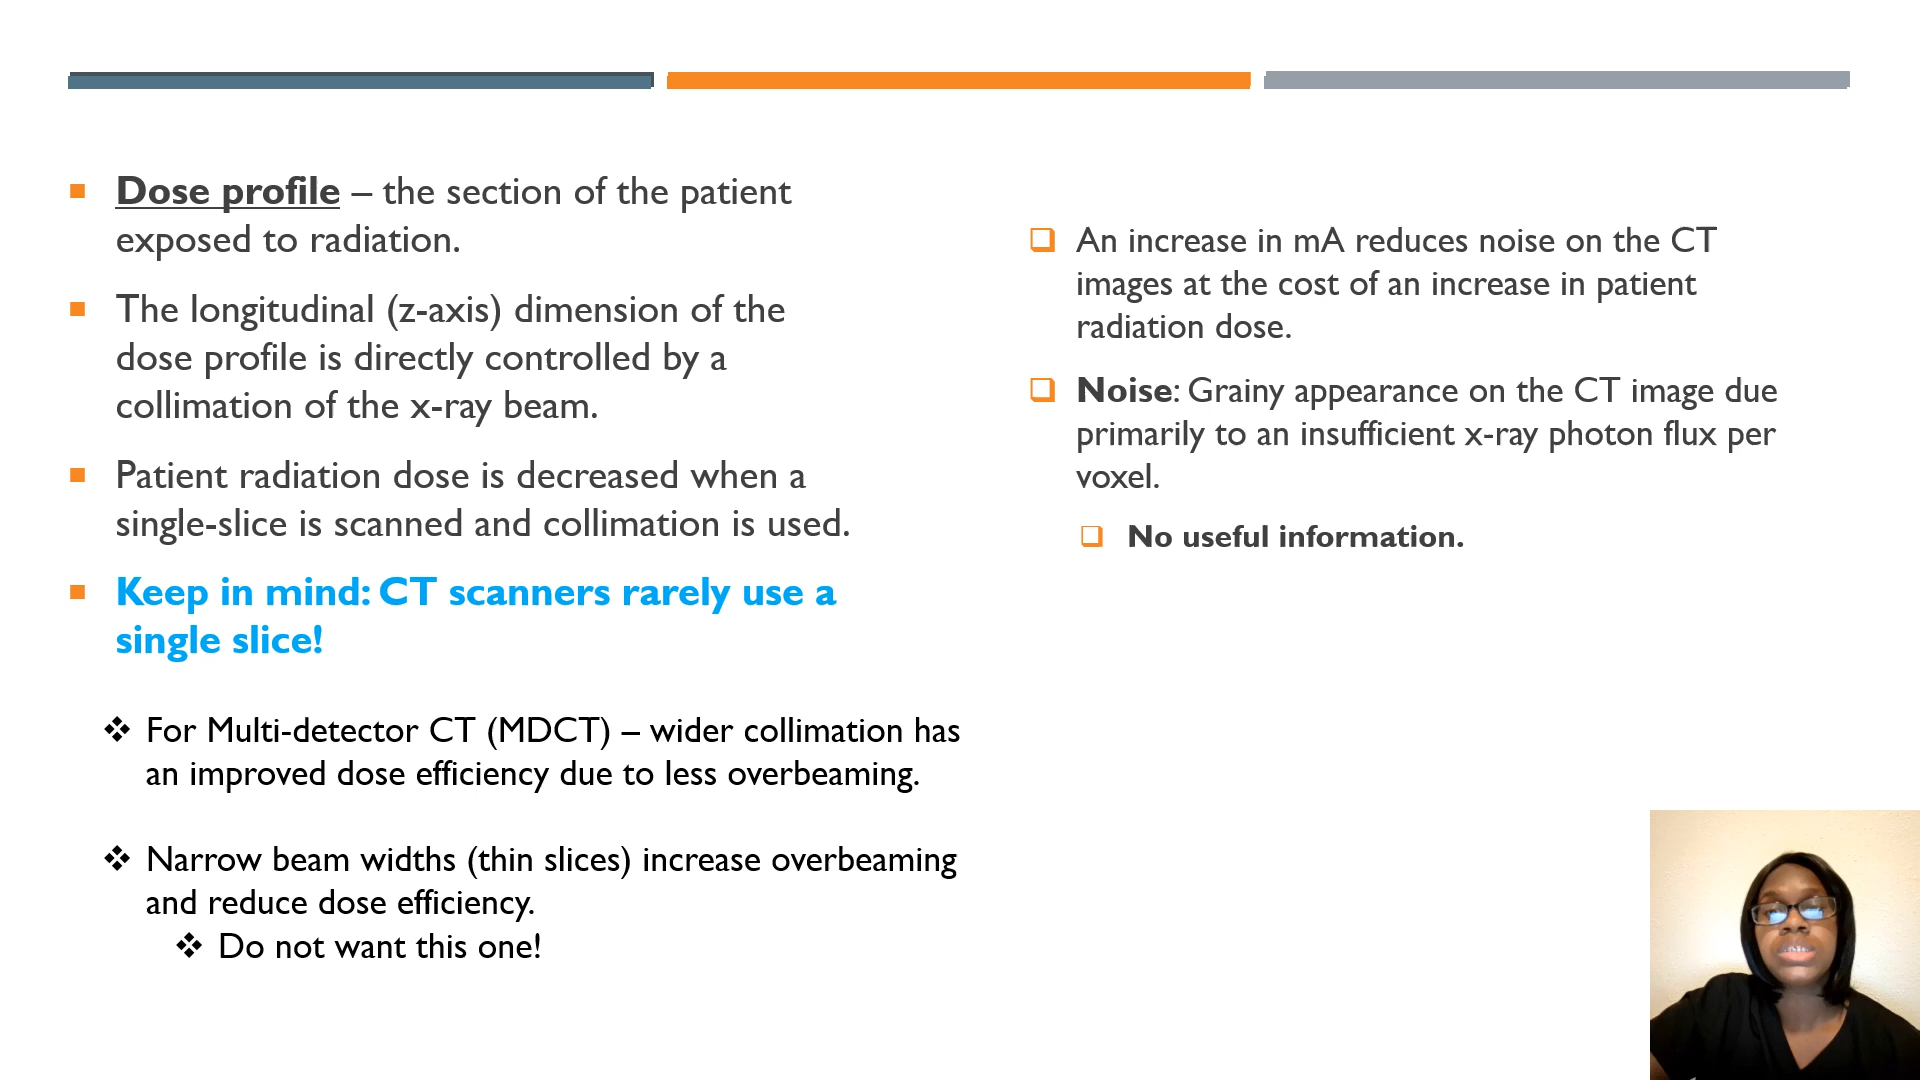 Dose profile – the section of the patient
exposed to radiation.
The longitudinal (z-axis) dimension of the
dose profile is directly controlled by a
collimation of the x-ray beam.
Patient radiation dose is decreased when a
single-slice is scanned and collimation is used.
Keep in mind: CT scanners rarely use a
single slice!
For Multi-detector CT (MDCT) – wider collimation has
an improved dose efficiency due to less overbeaming.
Narrow beam widths (thin slices) increase overbeaming
and reduce dose efficiency.
Do not want this one!
An increase in mA reduces noise on the CT
images at the cost of an increase in patient
radiation dose.
Noise: Grainy appearance on the CT image due
primarily to an insufficient x-ray photon flux per
voxel.
No useful information.